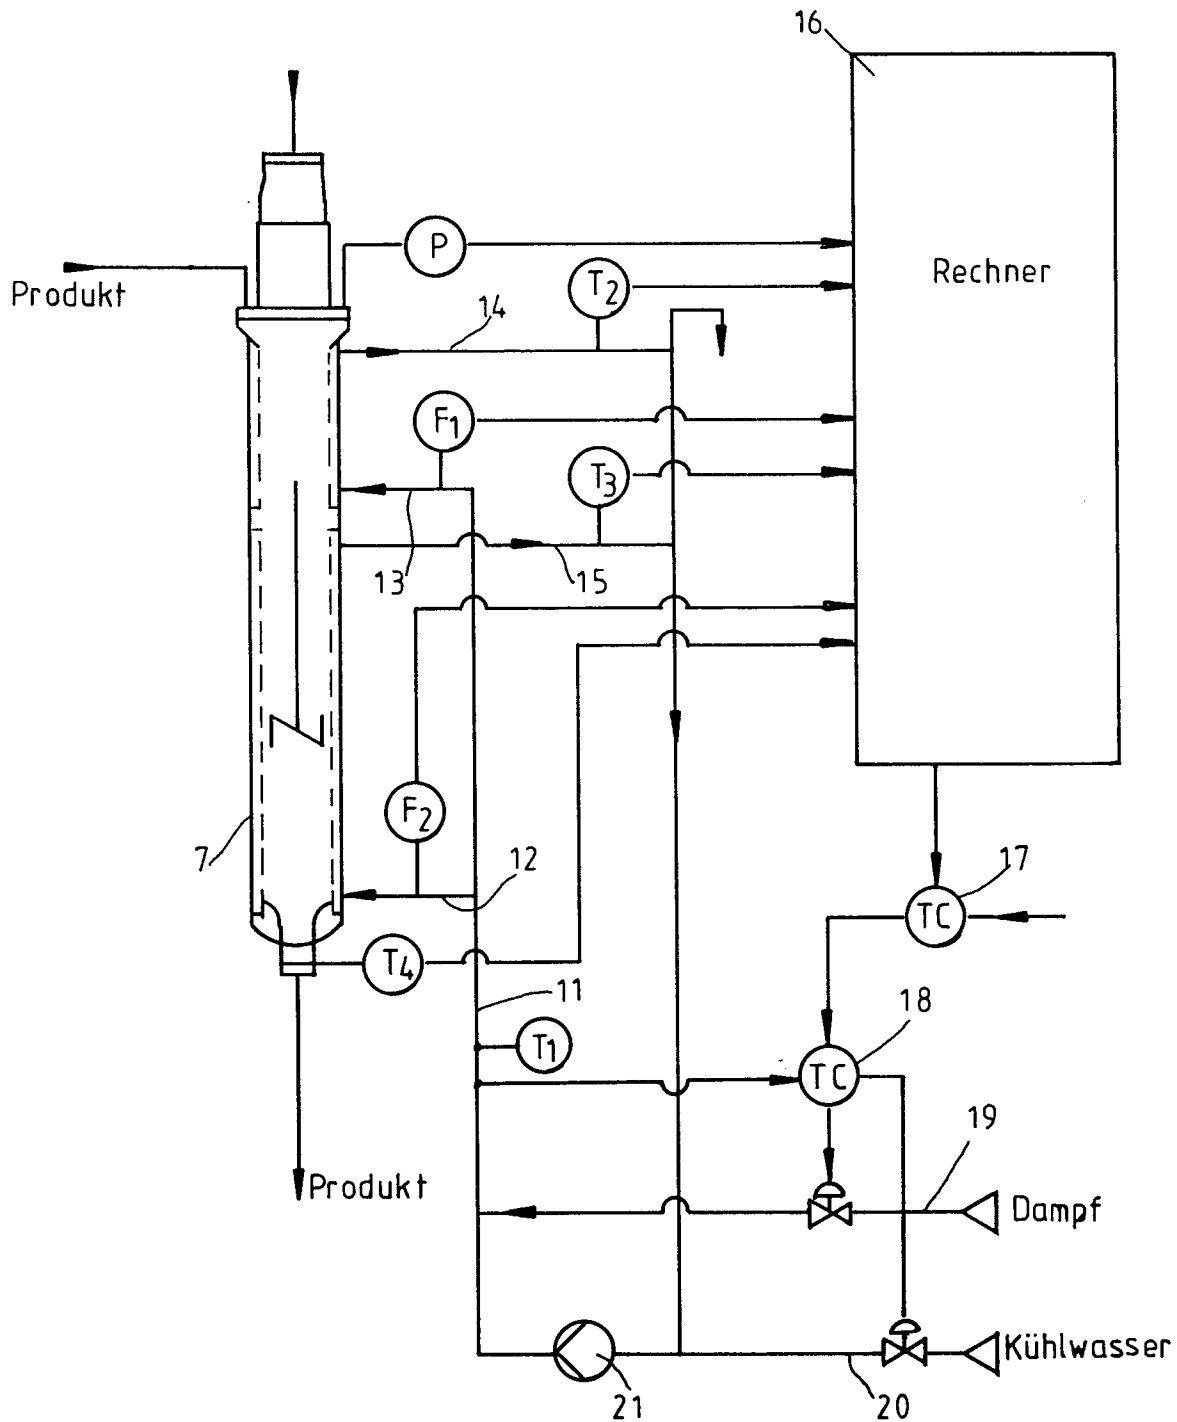 16
Rechner
P
Produkt
T2
14
F1
T3
13
15
F2
7
12
17
TC
T4
11
18
T1
TC
19
Produkt
Dampf
Kühlwasser
21
20